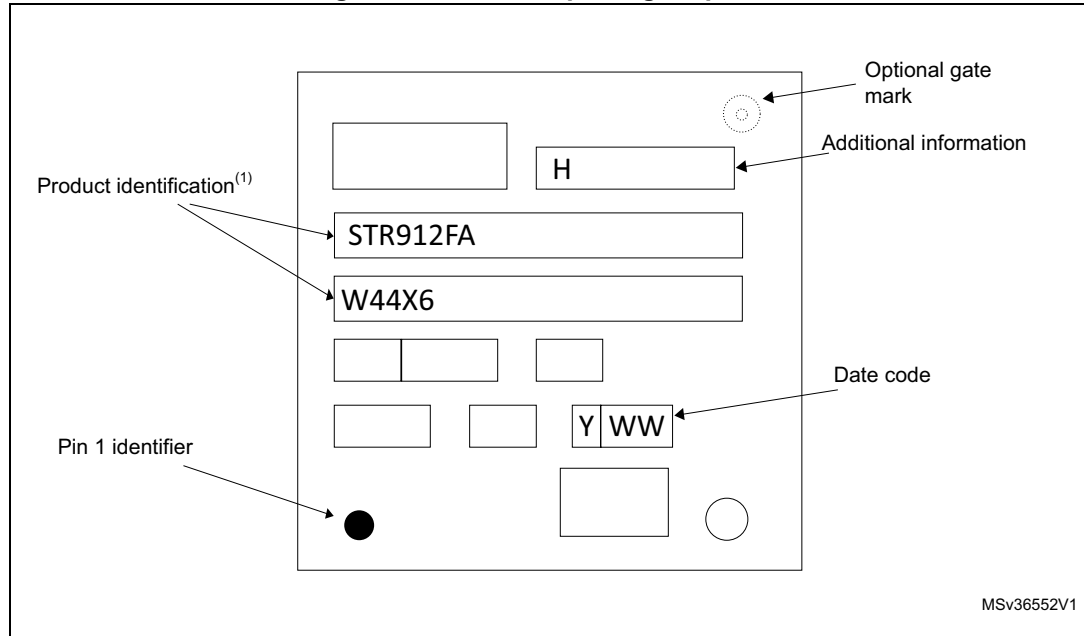 Optional gate
mark
Additional information
H
Product identification(1)
STR912FA
W44X6
Date code
Y WW
Pin 1 identifier
MSv36552V1